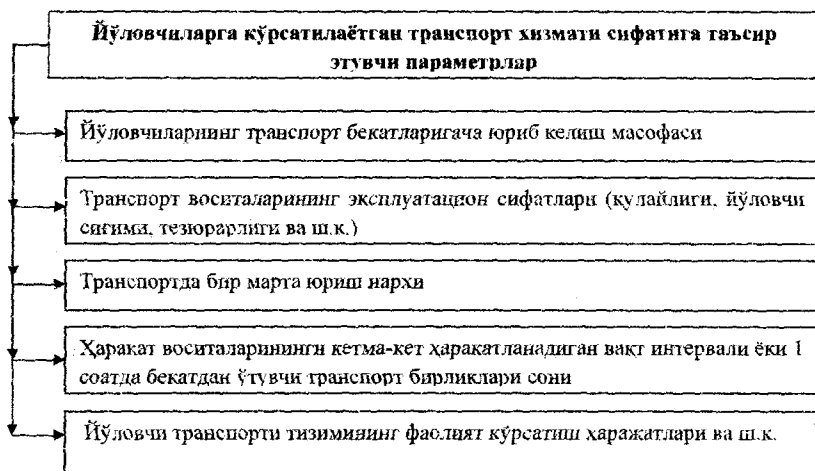 Йўловчиларга кўрсатилаётган транспорт хизмати сифатига таъсир
этувчи параметрлар
Йўловчиларнинг транспорт бекатларигача юриб келиш масофаси
Транспорт воситаларининг эксплуатацион сифатлари (қулайлиги, йўловчи
сиғими, тезюрарлиги ва ш.к.)
Транспортда бир марта юриш нархи
Ҳаракат воситаларинингн кетма-кет ҳаракатланадиган вақт интервали ёки 1
соатда бекатдан ўтувчи транспорт бирликлари сони
Йўловчи транспорти тизимининг фаолият кўрсатиш харажатлари ва ш.к.